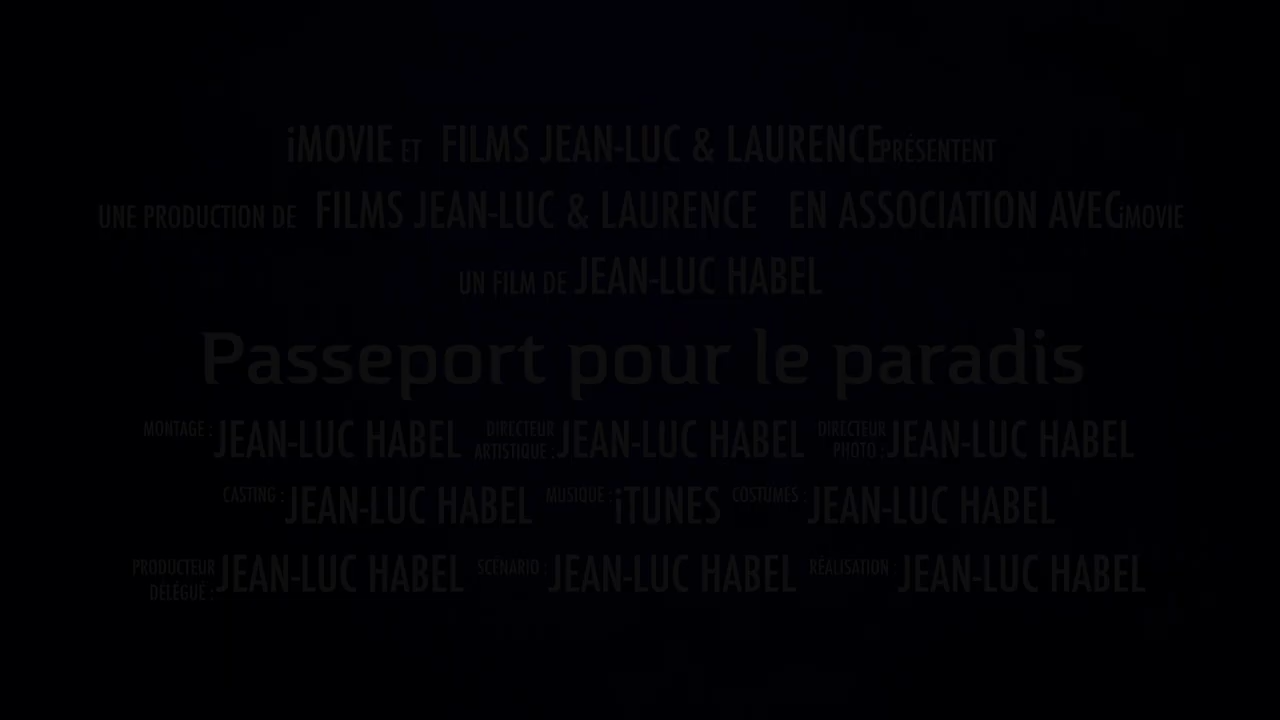 iMOVIE ET FILMS JEAN-LUC & LAURENCE PRÉSENTENT
UNE PRODUCTION DE FILMS JEAN-LUC & LAURENCE EN ASSOCIATION AVEC iMOVIE
UN FILM DE JEAN-LUC HABEL
Passeport pour le paradis
MONTAGE : JEAN-LUC HABEL DIRECTEUR ARTISTIQUE : JEAN-LUC HABEL DIRECTEUR PHOTO : JEAN-LUC HABEL
CASTING : JEAN-LUC HABEL MUSIQUE : iTUNES COSTUMES : JEAN-LUC HABEL
PRODUCTEUR DÉLÉGUÉ : JEAN-LUC HABEL SCÉNARIO : JEAN-LUC HABEL RÉALISATION : JEAN-LUC HABEL